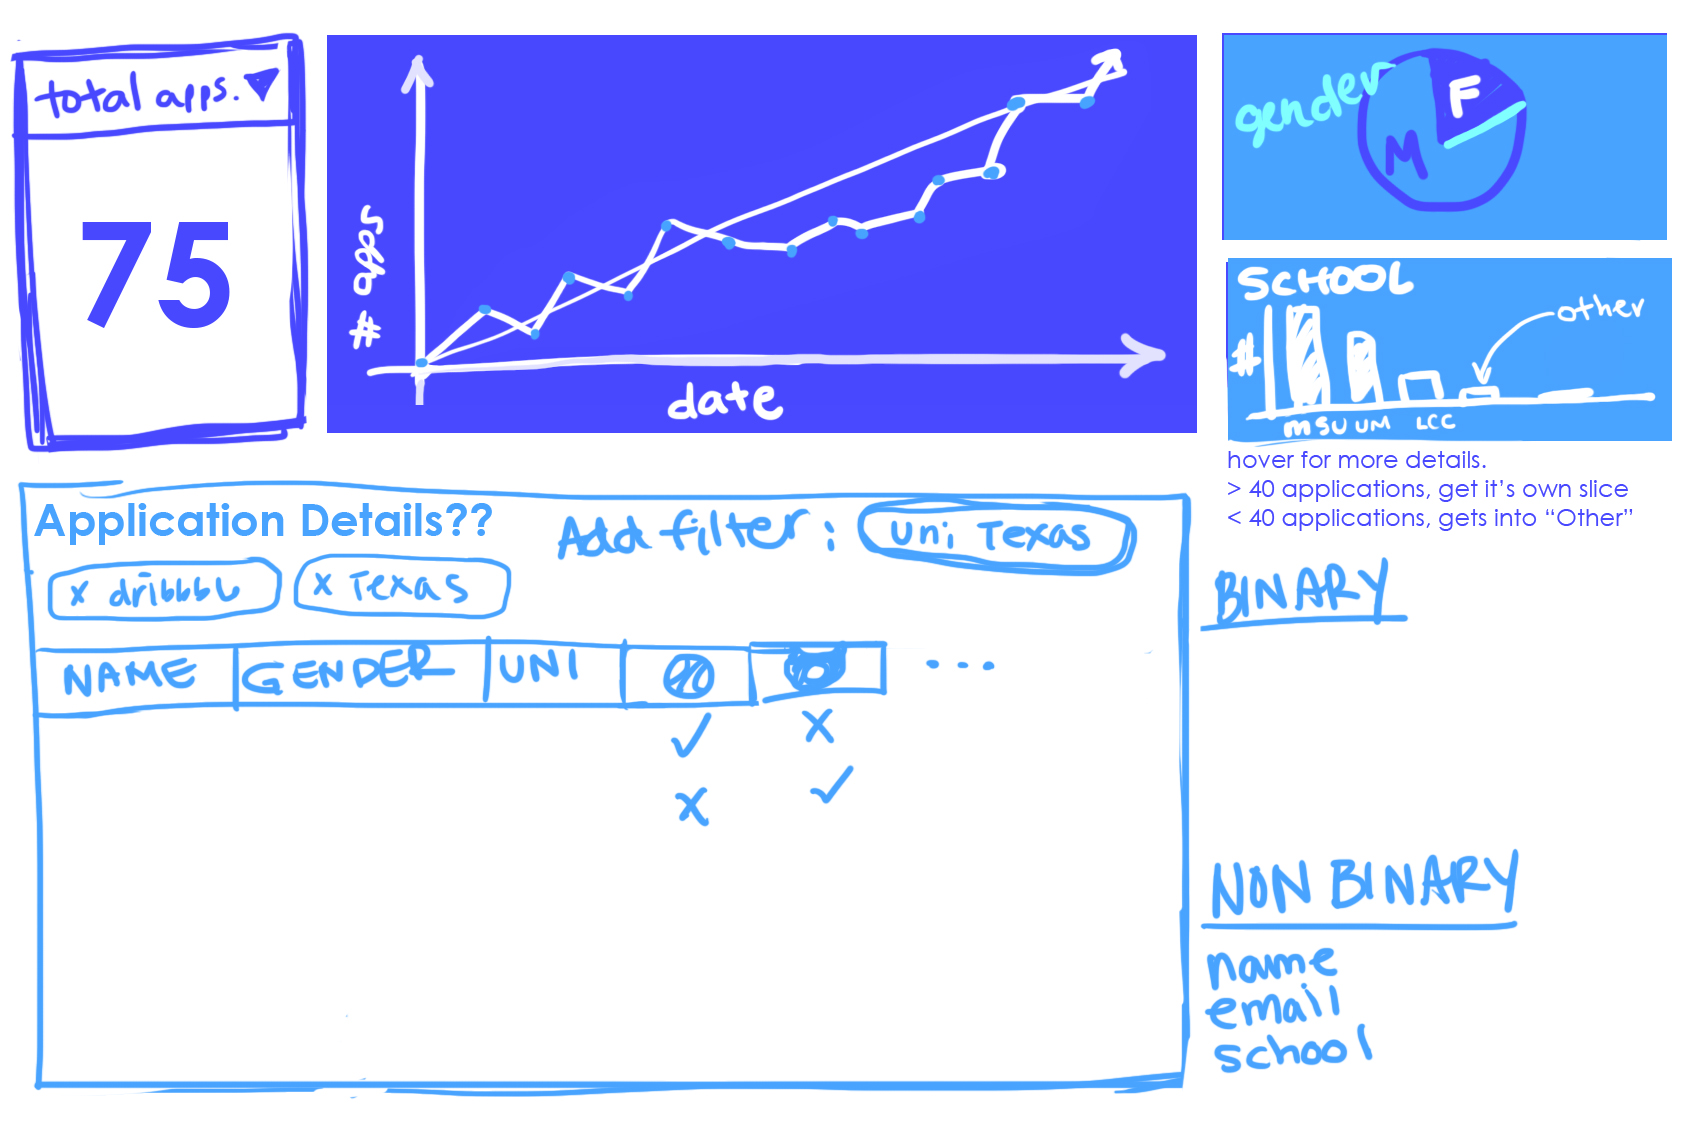 total apps.
75
# apps
date
gender
F
M
SCHOOL
other
#
MSU UM LCC
hover for more details.
> 40 applications, get it's own slice
< 40 applications, gets into “Other”
Application Details??
Add filter: Uni Texas
x dribbble x Texas
NAME GENDER UNI ...
✓ x
x ✓
BINARY
NON BINARY
name
email
school